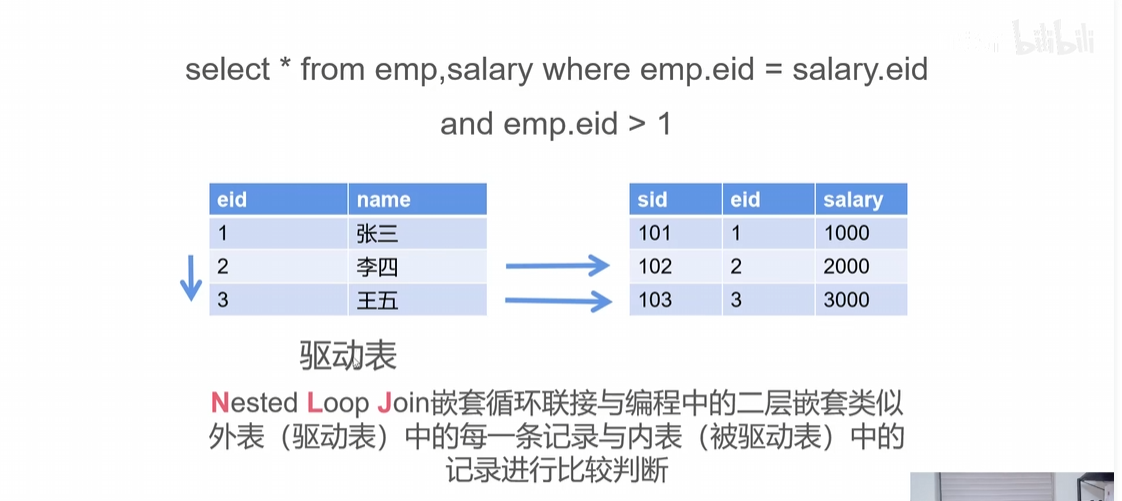 bilibili
select * from emp,salary where emp.eid = salary.eid
and emp.eid > 1
eid name
1 张三
2 李四
3 王五
sid eid salary
101 1 1000
102 2 2000
103 3 3000
驱动表
Nested Loop Join嵌套循环联接与编程中的二层嵌套类似
外表（驱动表）中的每一条记录与内表（被驱动表）中的
记录进行比较判断